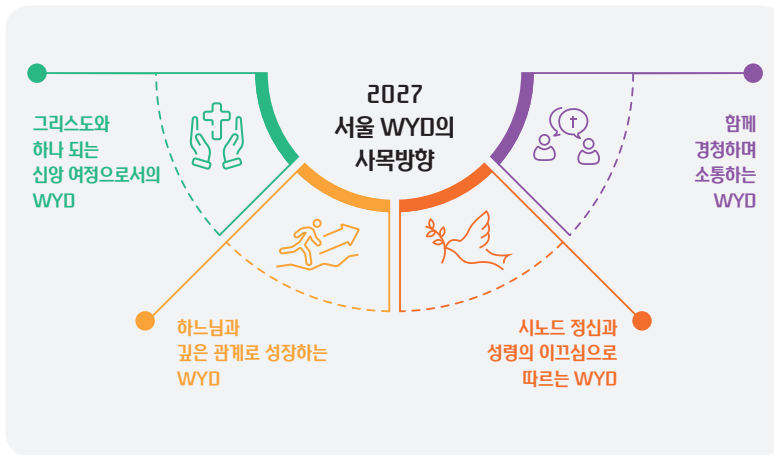 2027
서울 WYD의
사목방향
그리스도와
하나 되는
신앙 여정으로서의
WYD
하느님과
깊은 관계로 성장하는
WYD
시노드 정신과
성령의 이끄심으로
따르는 WYD
함께
경청하며
소통하는
WYD